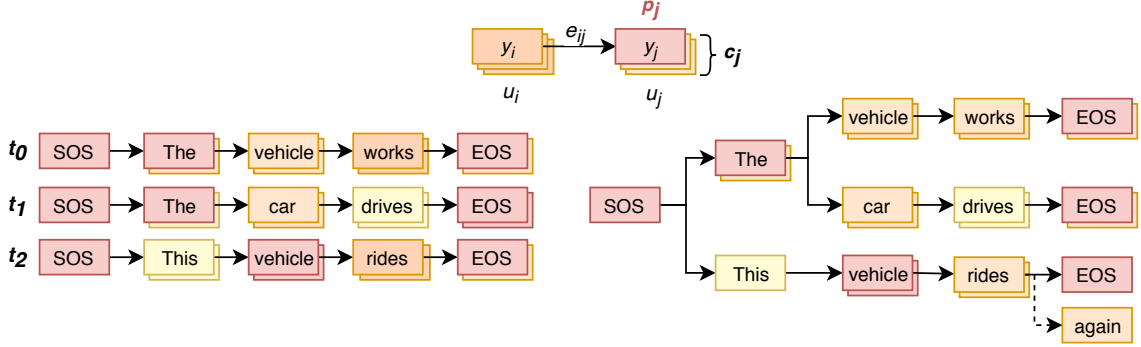 p_j
y_i e_ij y_j c_j
u_i u_j
t_0 SOS The vehicle works EOS
t_1 SOS The car drives EOS
t_2 SOS This vehicle rides EOS
vehicle works EOS
The
SOS
car drives EOS
This vehicle rides EOS
again